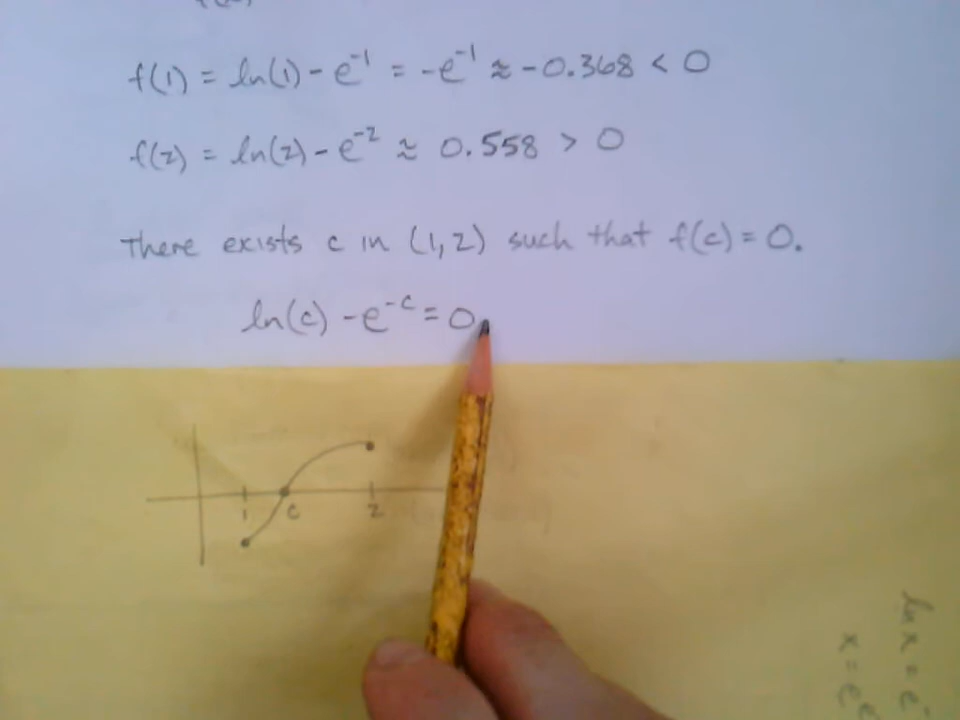 f(1) = ln(1) - e⁻¹ = -e⁻¹ ≈ -0.368 < 0
f(2) = ln(2) - e⁻² ≈ 0.558 > 0
There exists c in (1,2) such that f(c) = 0.
ln(c) - e⁻ᶜ = 0
1 c 2
ln x = e⁻
x = e